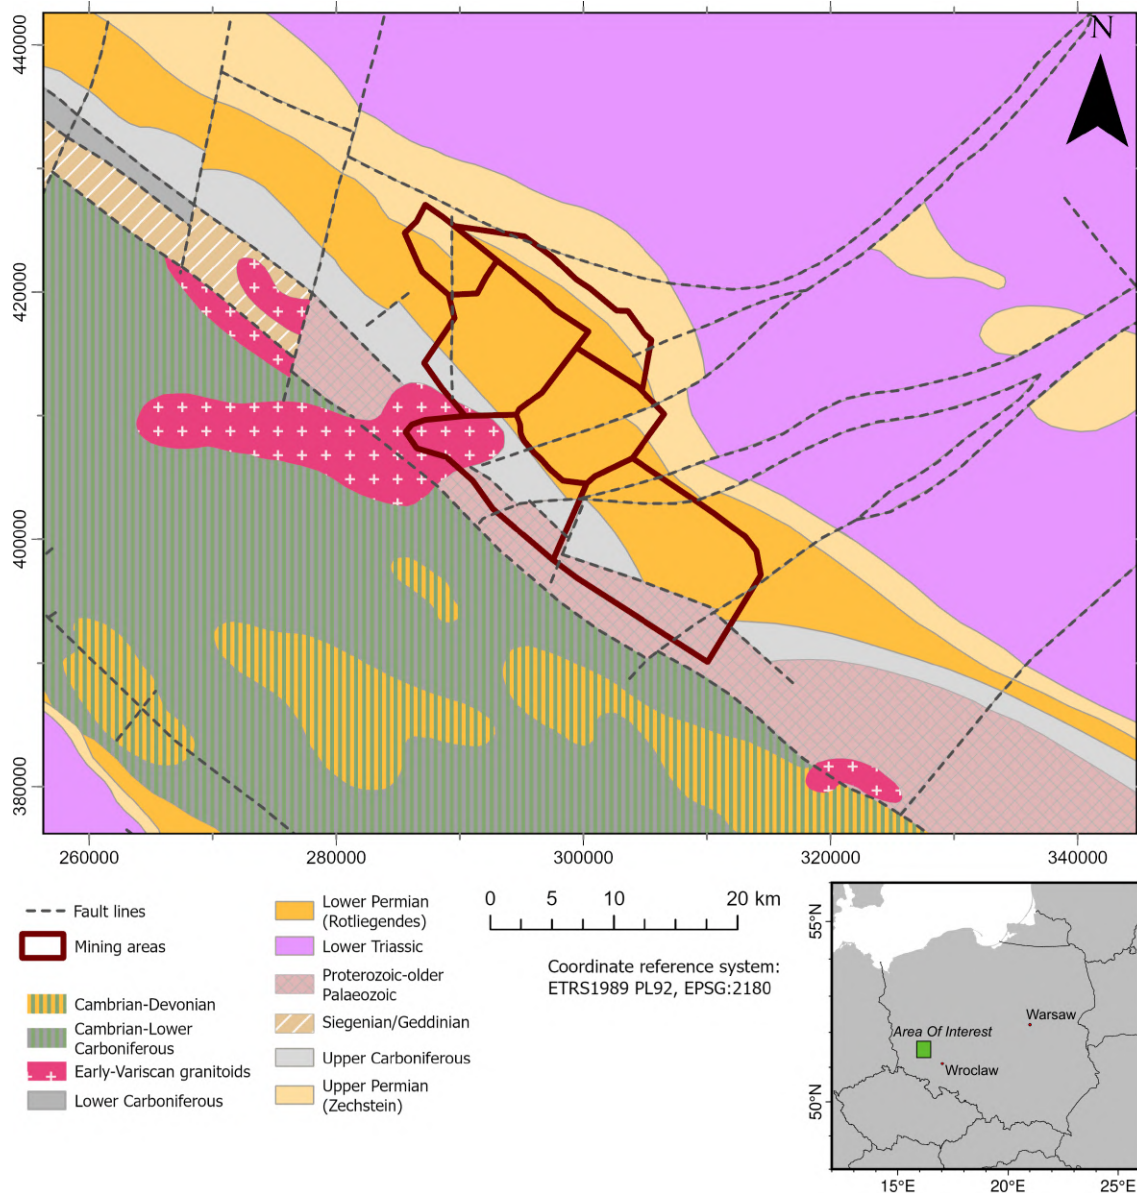 N
440000
420000
400000
380000
260000
280000
300000
320000
340000
Fault lines
Mining areas
Cambrian-Devonian
Cambrian-Lower
Carboniferous
Early-Variscan granitoids
Lower Carboniferous
Lower Permian
(Rotliegendes)
Lower Triassic
Proterozoic-older
Palaeozoic
Siegenian/Geddinian
Upper Carboniferous
Upper Permian
(Zechstein)
0 5 10 20 km
Coordinate reference system:
ETRS1989 PL92, EPSG:2180
55°N
50°N
Warsaw
Area Of Interest
Wroclaw
15°E
20°E
25°E